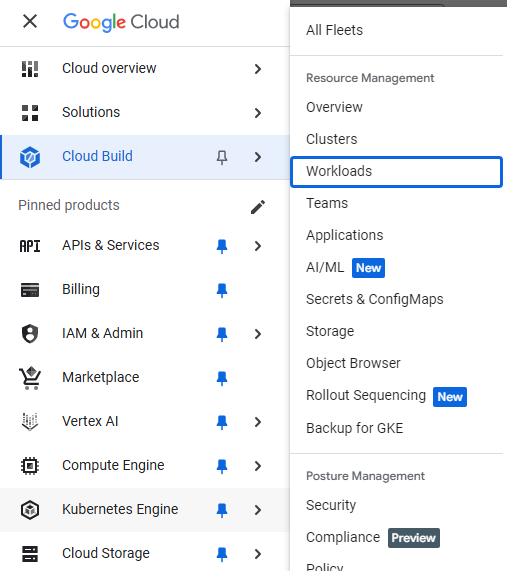 Google Cloud
Cloud overview
Solutions
Cloud Build
Pinned products
API APIs & Services
Billing
IAM & Admin
Marketplace
Vertex AI
Compute Engine
Kubernetes Engine
Cloud Storage
All Fleets
Resource Management
Overview
Clusters
Workloads
Teams
Applications
AI/ML New
Secrets & ConfigMaps
Storage
Object Browser
Rollout Sequencing New
Backup for GKE
Posture Management
Security
Compliance Preview
Policy